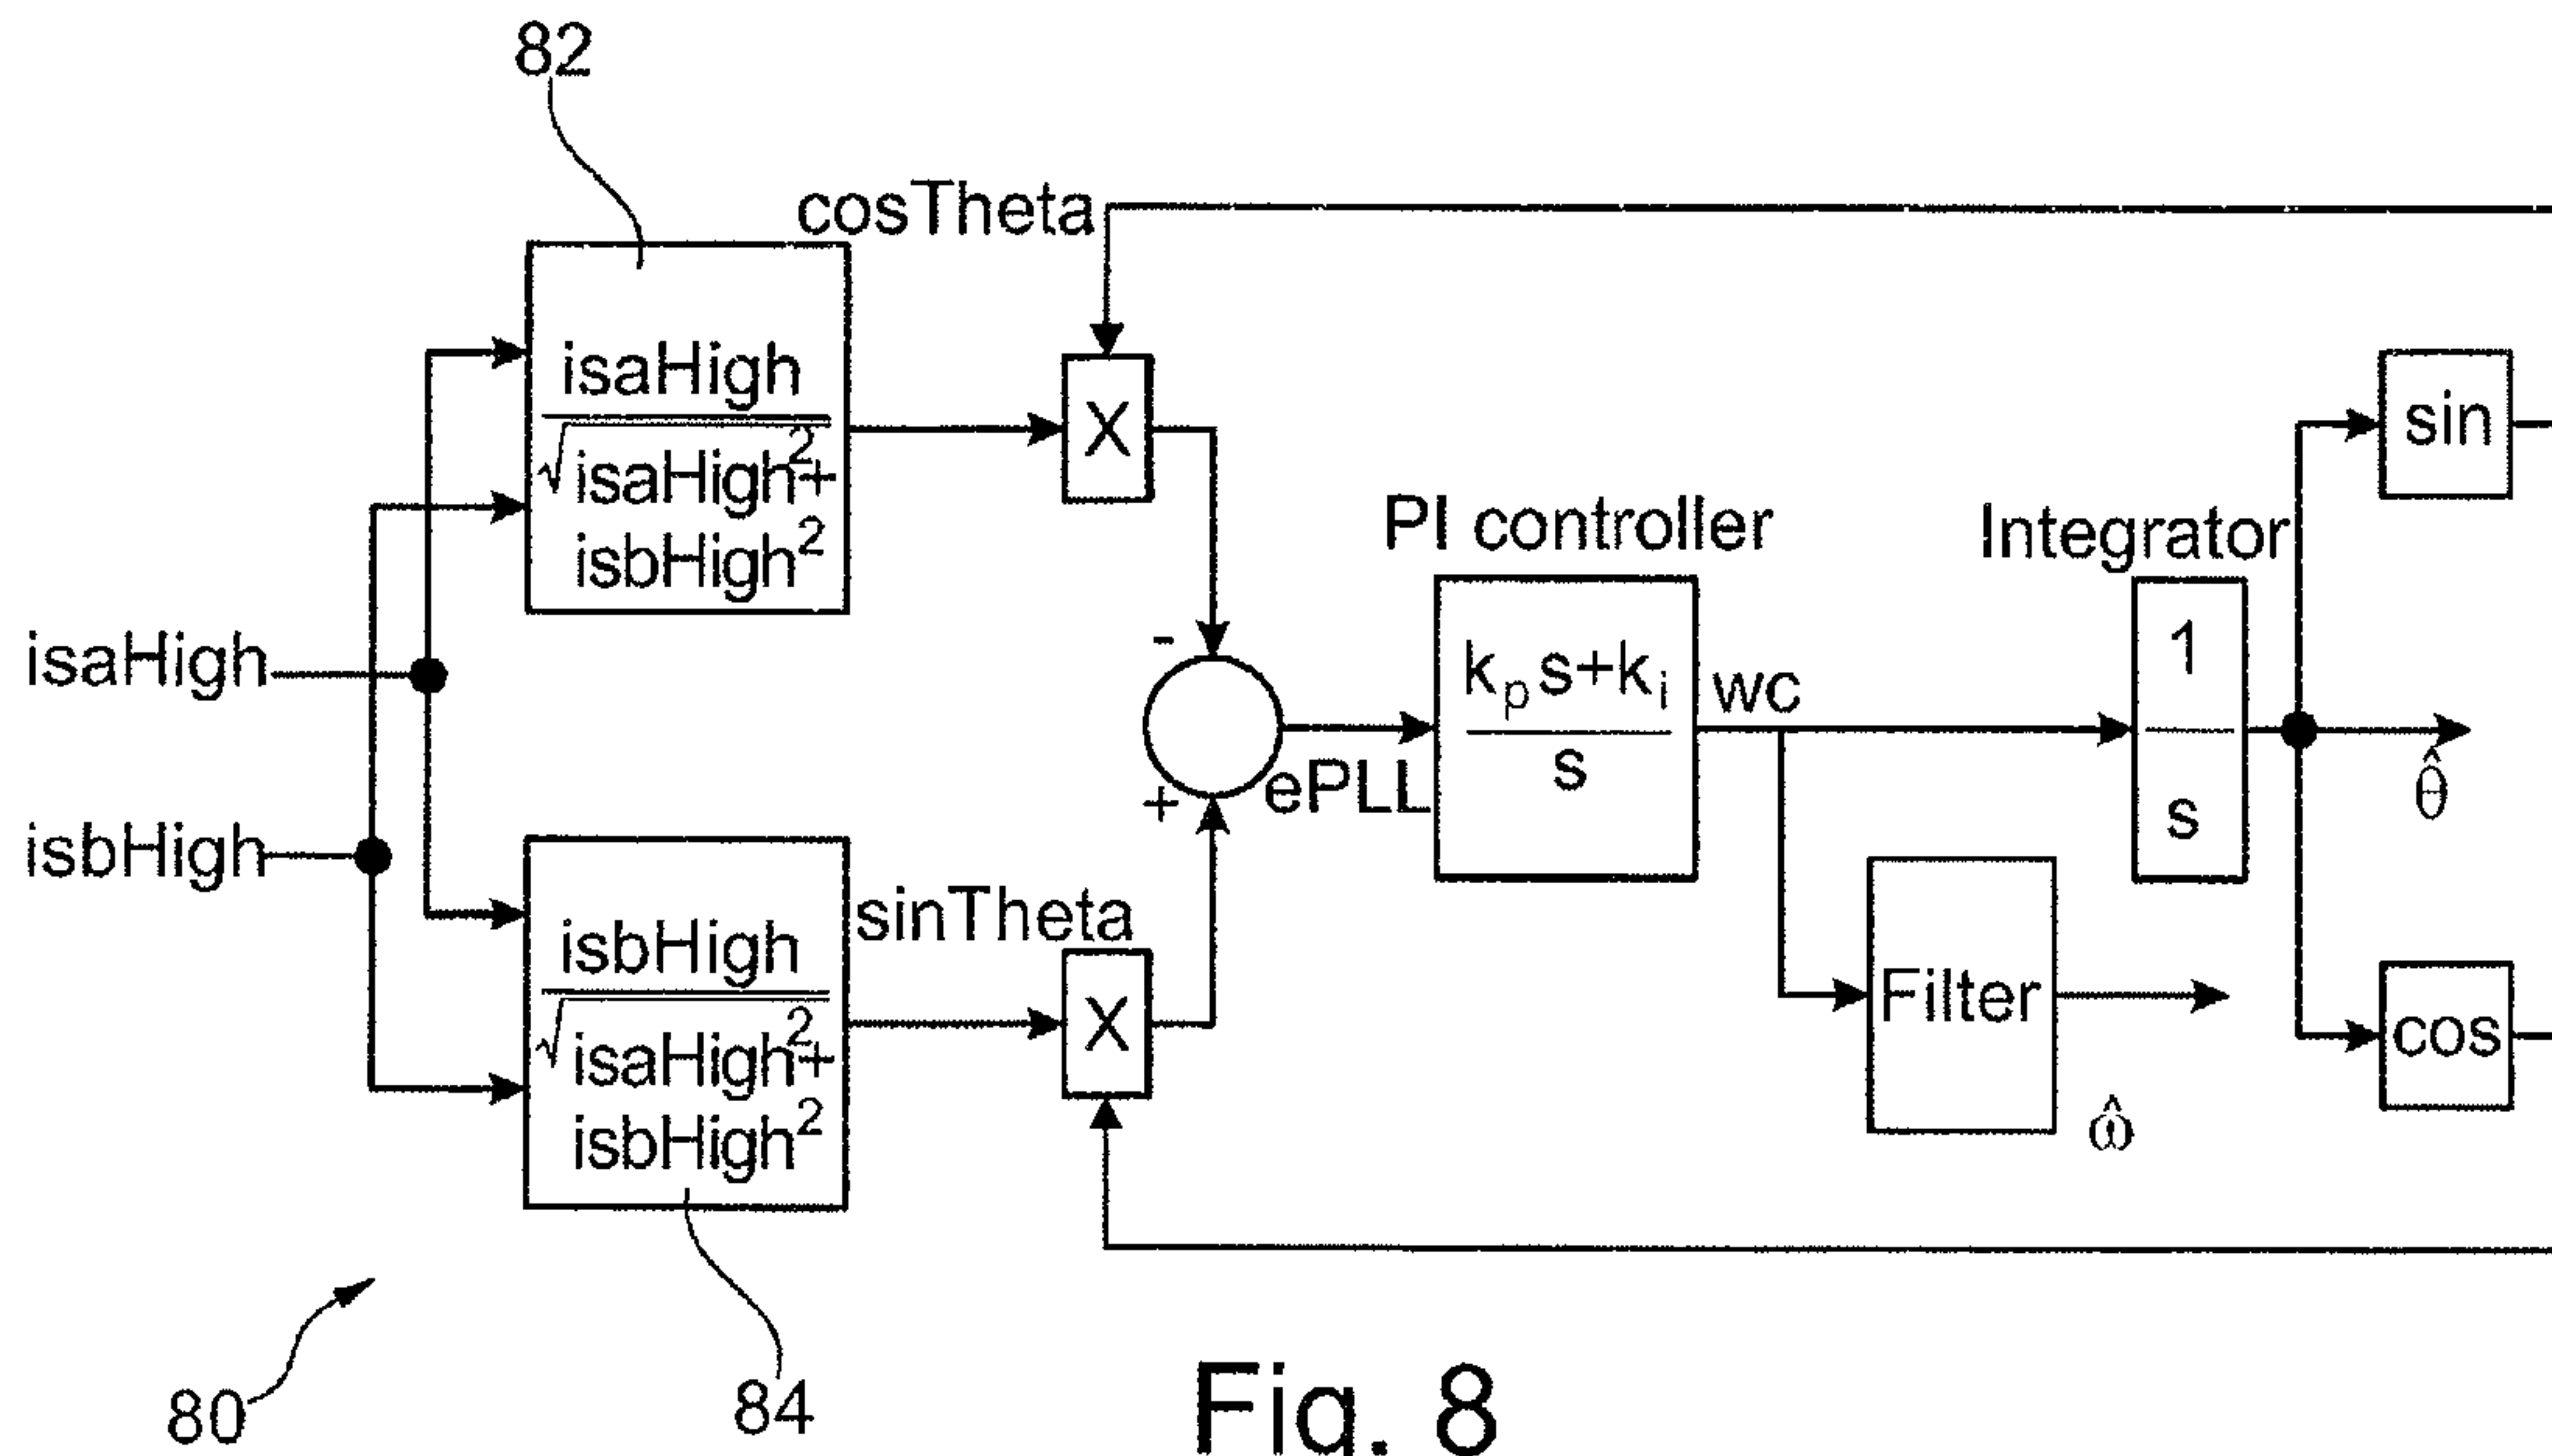 82
cosTheta
isaHigh
√isaHigh²+
isbHigh²
X
sin
PI controller
Integrator
isaHigh
-
kₚs+kᵢ
s
wc
1
s
+
ePLL
θ̂
isbHigh
isbHigh
√isaHigh²+
isbHigh²
sinTheta
X
Filter
cos
ω̂
80
84
Fig. 8